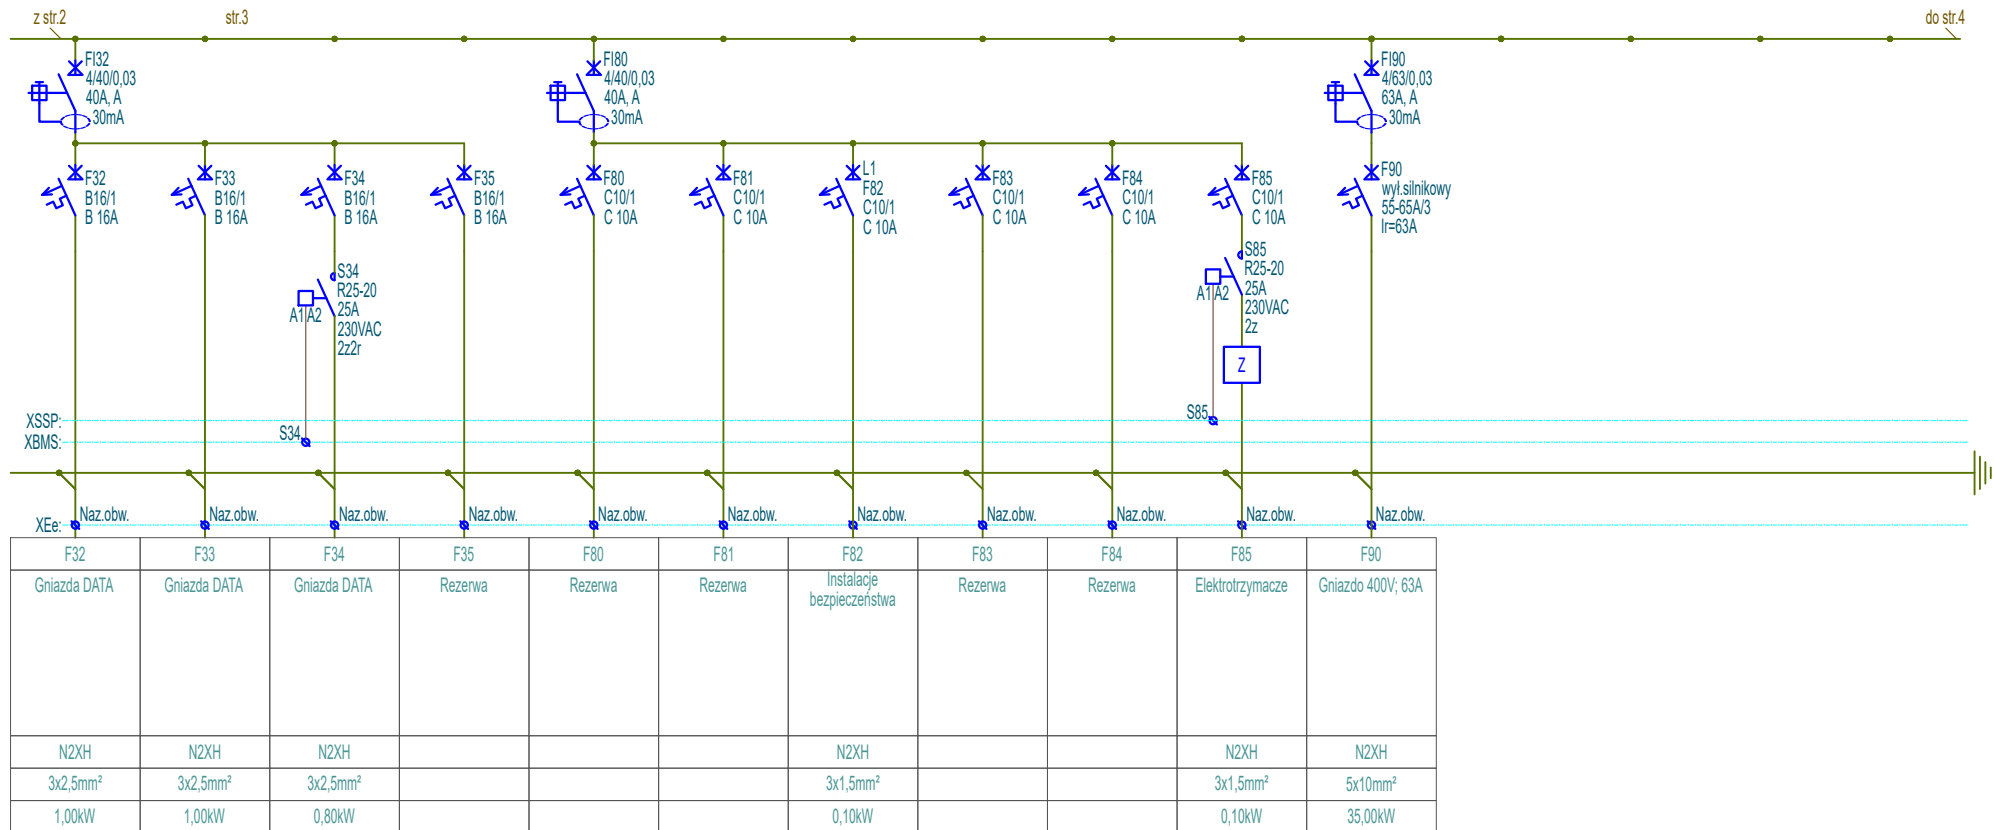 z str.2
str.3
do str.4
FI32
4/40/0,03
40A, A
30mA
FI80
4/40/0,03
40A, A
30mA
FI90
4/63/0,03
63A, A
30mA
F32
B16/1
B 16A
F33
B16/1
B 16A
F34
B16/1
B 16A
F35
B16/1
B 16A
F80
C10/1
C 10A
F81
C10/1
C 10A
L1
F82
C10/1
C 10A
F83
C10/1
C 10A
F84
C10/1
C 10A
F85
C10/1
C 10A
F90
wył.silnikowy
55-65A/3
Ir=63A
S34
R25-20
25A
230VAC
2z2r
A1 A2
S85
R25-20
25A
230VAC
2z
A1 A2
Z
XSSP:
S85
XBMS:
S34
XEe:
Naz.obw.
Naz.obw.
Naz.obw.
Naz.obw.
Naz.obw.
Naz.obw.
Naz.obw.
Naz.obw.
Naz.obw.
Naz.obw.
Naz.obw.
F32 F33 F34 F35 F80 F81 F82 F83 F84 F85 F90
Gniazda DATA
Gniazda DATA
Gniazda DATA
Rezerwa
Rezerwa
Rezerwa
Instalacje
bezpieczeństwa
Rezerwa
Rezerwa
Elektrotrzymacze
Gniazdo 400V; 63A
N2XH N2XH N2XH N2XH N2XH N2XH
3x2,5mm² 3x2,5mm² 3x2,5mm² 3x1,5mm² 3x1,5mm² 5x10mm²
1,00kW 1,00kW 0,80kW 0,10kW 0,10kW 35,00kW